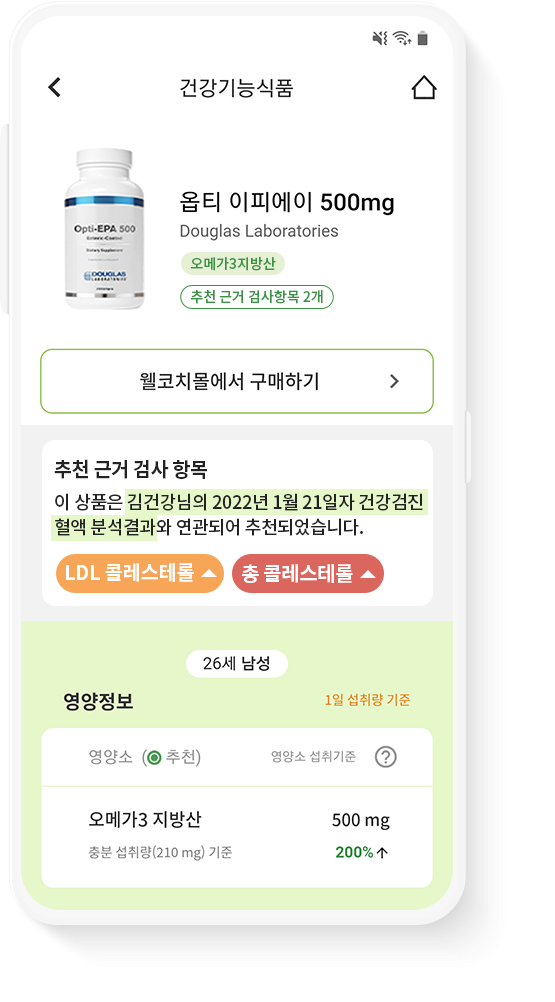 건강기능식품
Opti-EPA 500
Enteric-Coated
Dietary Supplement
DOUGLAS
LABORATORIES
옵티 이피에이 500mg
Douglas Laboratories
오메가3지방산
추천 근거 검사항목 2개
웰코치몰에서 구매하기
추천 근거 검사 항목
이 상품은 김건강님의 2022년 1월 21일자 건강검진
혈액 분석결과와 연관되어 추천되었습니다.
LDL 콜레스테롤
총 콜레스테롤
26세 남성
영양정보
1일 섭취량 기준
영양소 (추천)
영양소 섭취기준 ?
오메가3 지방산
500 mg
충분 섭취량(210 mg) 기준
200%↑